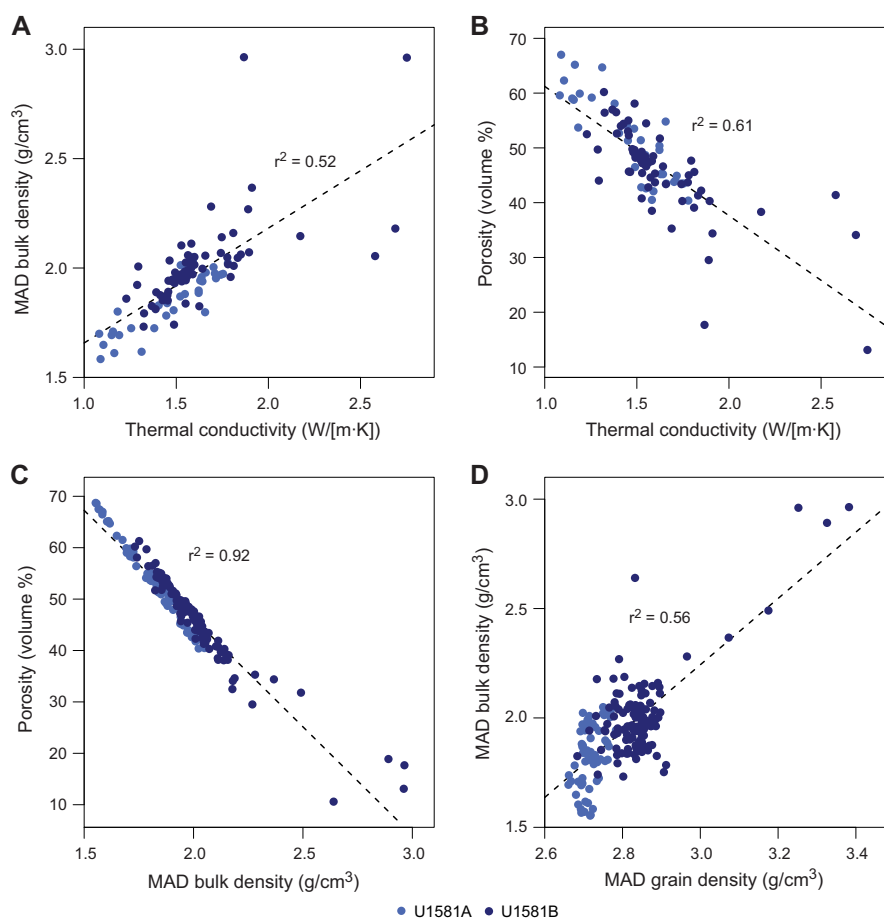 A
3.0
2.5
2.0
1.5
MAD bulk density (g/cm³)
r² = 0.52
1.0 1.5 2.0 2.5
Thermal conductivity (W/[m·K])
B
70
60
50
40
30
20
10
Porosity (volume %)
r² = 0.61
1.0 1.5 2.0 2.5
Thermal conductivity (W/[m·K])
C
70
60
50
40
30
20
10
Porosity (volume %)
r² = 0.92
1.5 2.0 2.5 3.0
MAD bulk density (g/cm³)
D
3.0
2.5
2.0
1.5
MAD bulk density (g/cm³)
r² = 0.56
2.6 2.8 3.0 3.2 3.4
MAD grain density (g/cm³)
U1581A U1581B